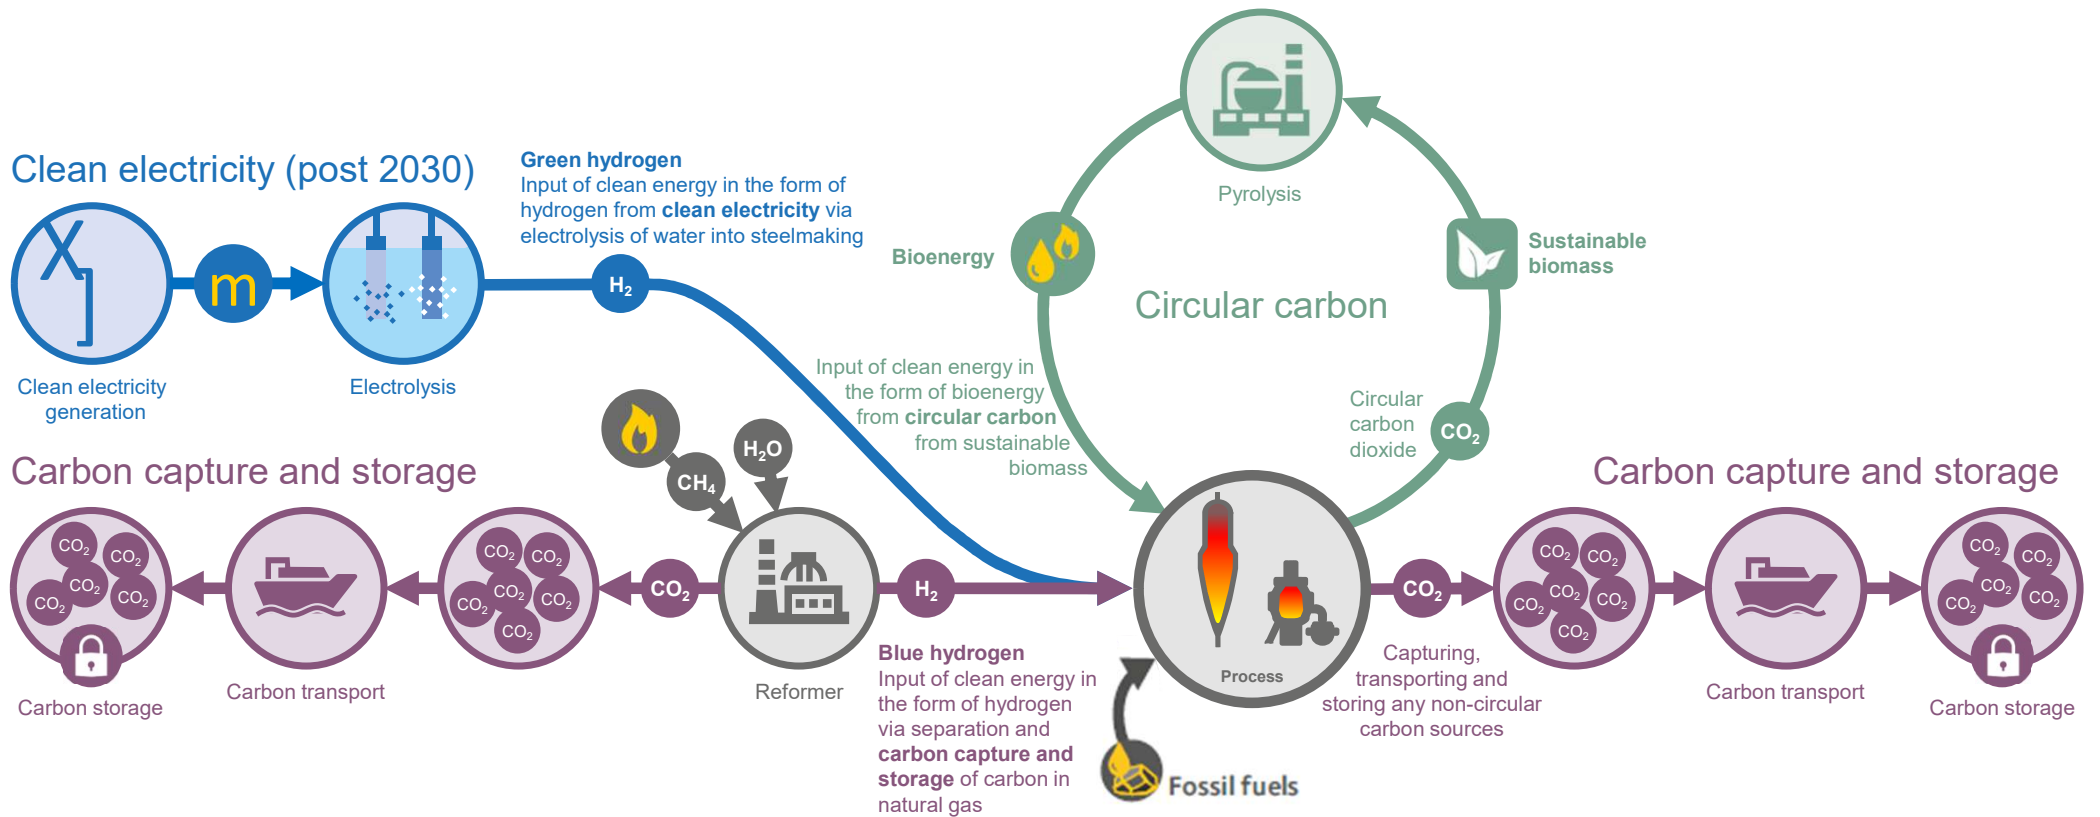 Clean electricity (post 2030)
X
]
m
Clean electricity
generation
Electrolysis
Green hydrogen
Input of clean energy in the form of
hydrogen from clean electricity via
electrolysis of water into steelmaking
H₂
Pyrolysis
Bioenergy
Sustainable
biomass
Circular carbon
Input of clean energy in
the form of bioenergy
from circular carbon
from sustainable
biomass
Circular
carbon
dioxide
CO₂
CH₄
H₂O
Carbon capture and storage
CO₂
CO₂
CO₂
CO₂
CO₂
Carbon storage
Carbon transport
CO₂
CO₂
CO₂
CO₂
CO₂
CO₂
CO₂
Reformer
H₂
Blue hydrogen
Input of clean energy in
the form of hydrogen
via separation and
carbon capture and
storage of carbon in
natural gas
Process
Fossil fuels
CO₂
Capturing,
transporting and
storing any non-circular
carbon sources
Carbon capture and storage
CO₂
CO₂
CO₂
CO₂
CO₂
CO₂
Carbon transport
CO₂
CO₂
CO₂
CO₂
CO₂
Carbon storage